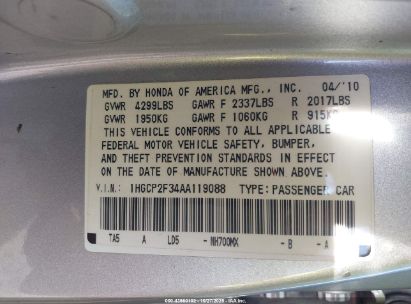 MFD. BY HONDA OF AMERICA MFG., INC. 04/'10
GVWR 4299LBS GAWR F 2337LBS R 2017LBS
GVWR 1950KG GAWR F 1060KG R 915KG
THIS VEHICLE CONFORMS TO ALL APPLICABLE
FEDERAL MOTOR VEHICLE SAFETY, BUMPER,
AND THEFT PREVENTION STANDARDS IN EFFECT
ON THE DATE OF MANUFACTURE SHOWN ABOVE.
V.I.N.: 1HGCP2F34AA119088 TYPE: PASSENGER CAR
TA5 A LD5 - NH700MX - B - A